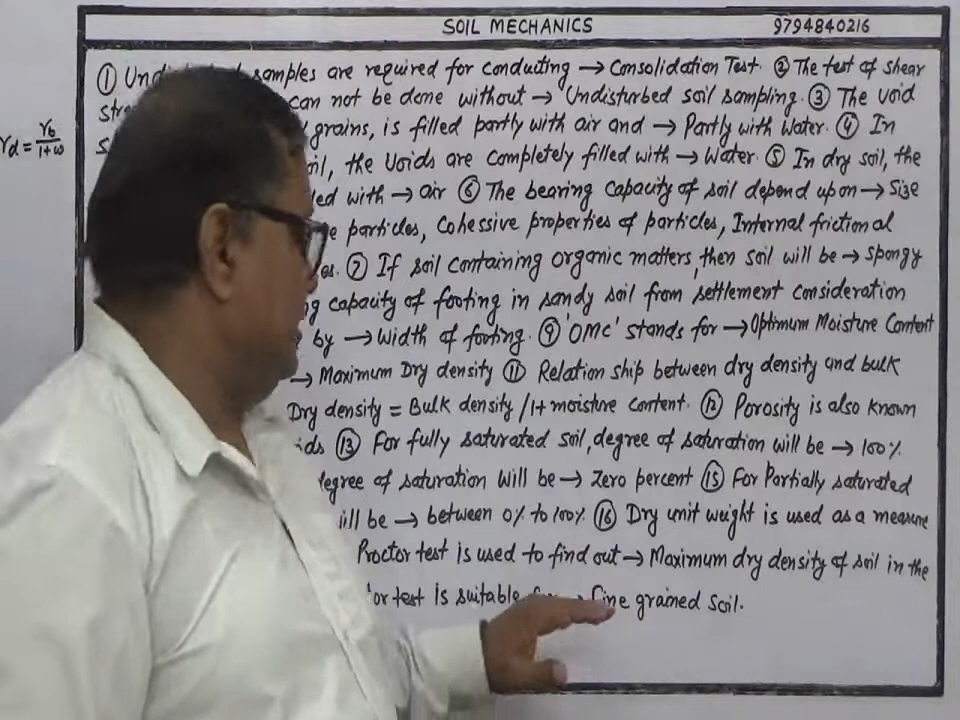 SOIL MECHANICS 9794840216
① samples are required for conducting → Consolidation Test. ② The test of shear
can not be done without → Undisturbed soil sampling. ③ The void
grains, is filled partly with air and → Partly with Water. ④ In
the voids are completely filled with → Water. ⑤ In dry soil, the
with → air ⑥ The bearing capacity of soil depend upon → Size
particles, Cohessive properties of particles, Internal frictional
⑦ If soil containing organic matters, then soil will be → spongy
capacity of footing in sandy soil from settlement consideration
by → Width of footing. ⑨ 'OMC' stands for → Optimum Moisture Content
→ Maximum Dry density ⑪ Relation ship between dry density and bulk
Dry density = Bulk density / 1+ moisture content. ⑫ Porosity is also known
⑬ For fully saturated soil, degree of saturation will be → 100%
degree of saturation will be → Zero percent ⑮ For Partially saturated
will be → between 0% to 100% ⑯ Dry unit weight is used as a measure
Proctor test is used to find out → Maximum dry density of soil in the
test is suitable → fine grained soil.
γd = γb/1+ω